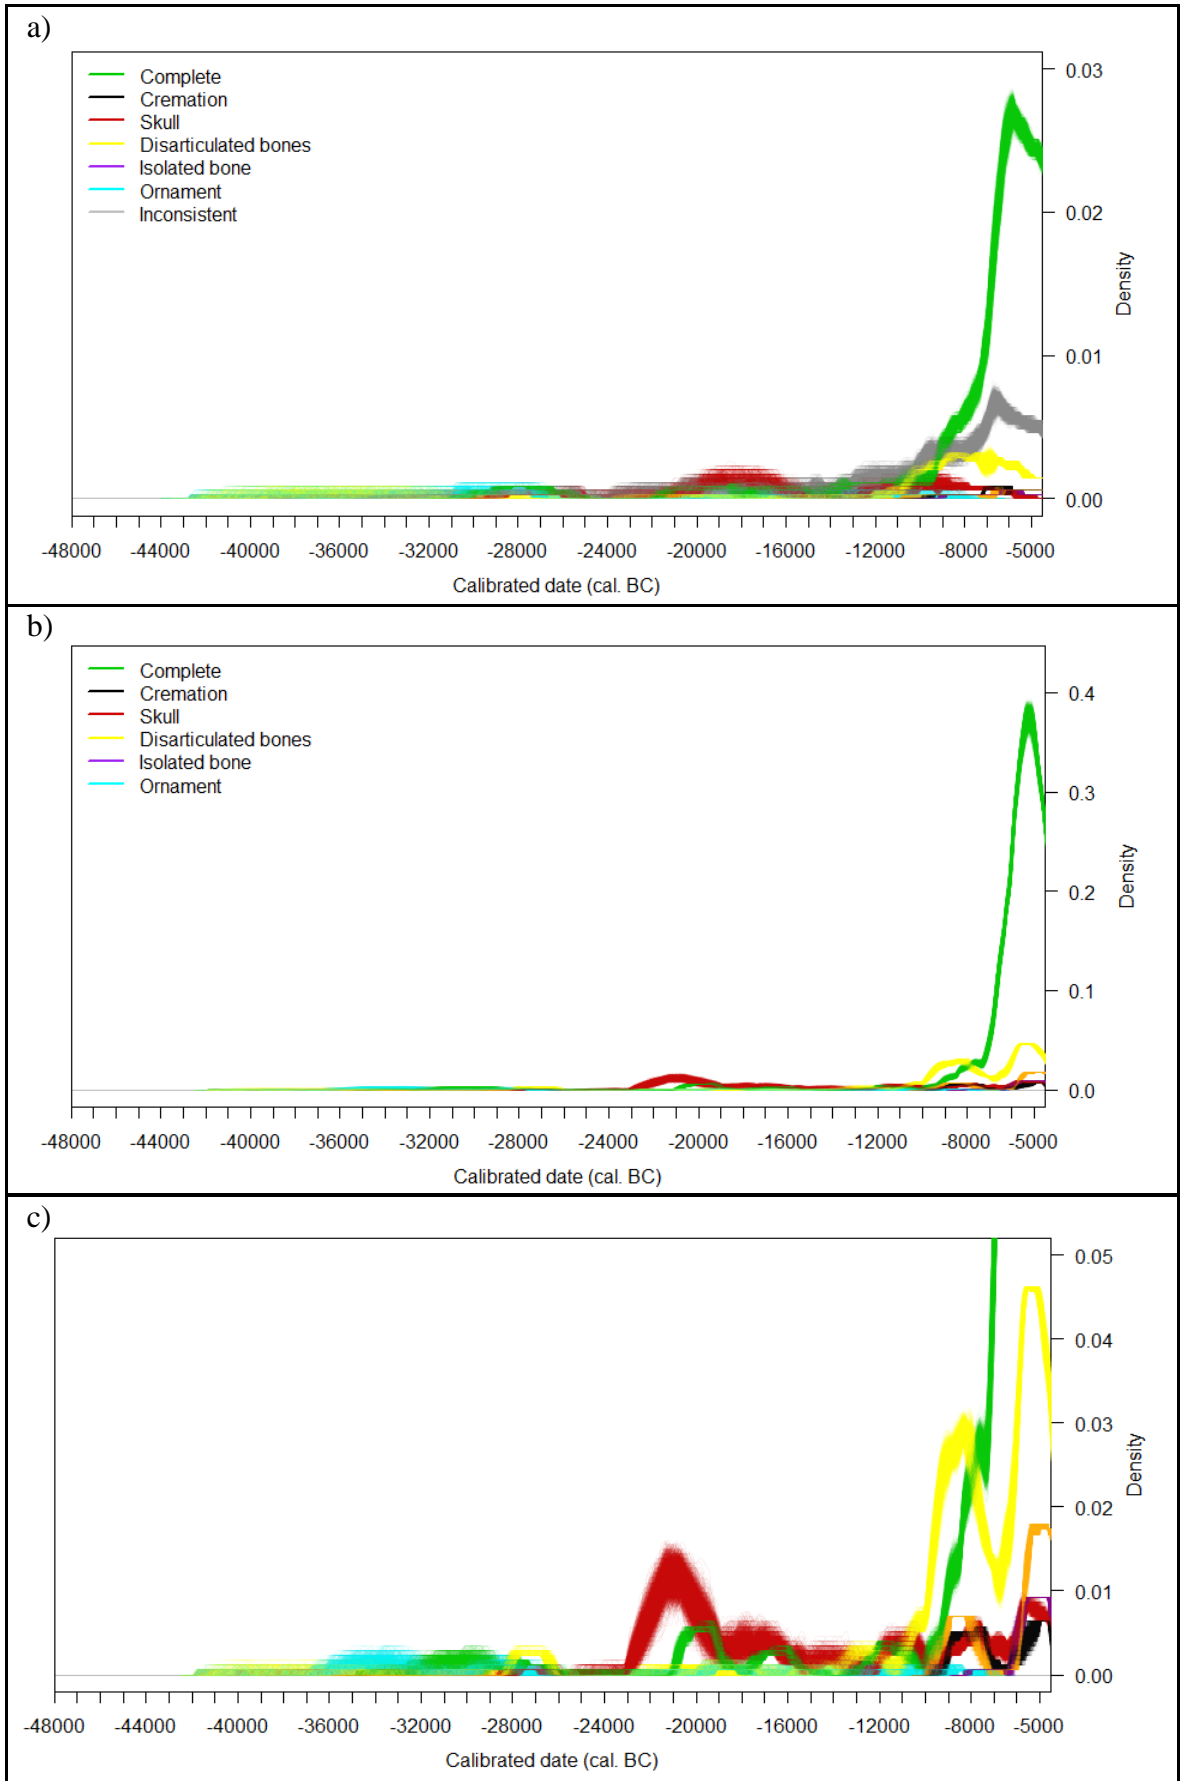 a)
Complete
Cremation
Skull
Disarticulated bones
Isolated bone
Ornament
Inconsistent
0.03
0.02
0.01
0.00
Density
-48000 -44000 -40000 -36000 -32000 -28000 -24000 -20000 -16000 -12000 -8000 -5000
Calibrated date (cal. BC)
b)
Complete
Cremation
Skull
Disarticulated bones
Isolated bone
Ornament
0.4
0.3
0.2
0.1
0.0
Density
-48000 -44000 -40000 -36000 -32000 -28000 -24000 -20000 -16000 -12000 -8000 -5000
Calibrated date (cal. BC)
c)
0.05
0.04
0.03
0.02
0.01
0.00
Density
-48000 -44000 -40000 -36000 -32000 -28000 -24000 -20000 -16000 -12000 -8000 -5000
Calibrated date (cal. BC)